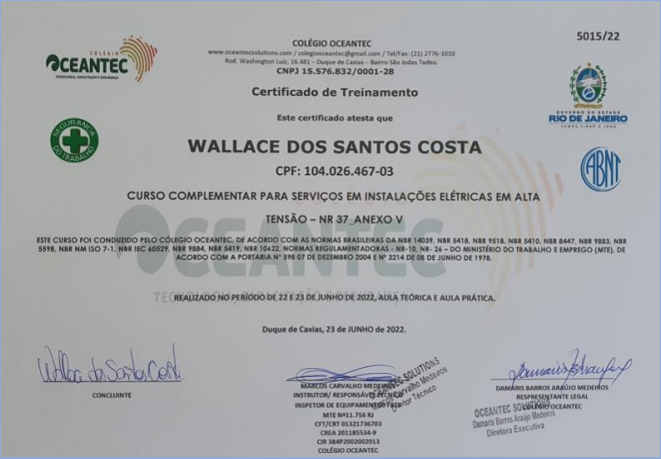 COLÉGIO OCEANTEC
5015/22
www.oceantecsolutions.com / colegiooceantec@gmail.com / Tel/Fax: (21) 2776-1010
Rod. Washington Luiz, 16.481 – Duque de Caxias – Bairro São Judas Tadeu.
CNPJ 15.576.832/0001-28
COLÉGIO
OCEANTEC
TECNOLOGIA, CAPACITAÇÃO E SEGURANÇA
Certificado de Treinamento
GOVERNO DO ESTADO
RIO DE JANEIRO
Este certificado atesta que
SEGURANÇA
DO TRABALHO
WALLACE DOS SANTOS COSTA
ABNT
CPF: 104.026.467-03
CURSO COMPLEMENTAR PARA SERVIÇOS EM INSTALAÇÕES ELÉTRICAS EM ALTA
TENSÃO – NR 37_ANEXO V
ESTE CURSO FOI CONDUZIDO PELO COLÉGIO OCEANTEC, DE ACORDO COM AS NORMAS BRASILEIRAS DA NBR 14039, NBR 5418, NBR 9518, NBR 5410, NBR 8447, NBR 9883, NBR
5598, NBR NM ISO 7-1, NBR IEC 60529, NBR 9884, NBR 5419, NBR 10622, NORMAS REGULAMENTADORAS – NR-10, NR- 26 – DO MINISTÉRIO DO TRABALHO E EMPREGO (MTE), DE
ACORDO COM A PORTARIA N° 598 07 DE DEZEMBRO 2004 E N° 3214 DE 08 DE JUNHO DE 1978.
OCEANTEC
REALIZADO NO PERÍODO DE 22 E 23 DE JUNHO DE 2022, AULA TEÓRICA E AULA PRÁTICA.
Duque de Caxias, 23 de JUNHO DE 2022.
Wallace dos Santos Costa
CONCLUINTE
MARCOS CARVALHO MEDEIROS
INSTRUTOR/ RESPONSÁVEL TÉCNICO
INSPETOR DE EQUIPAMENTOS
MTE Nº11.756 RJ
CFT/CRT 01321736703
CREA 201185534-9
CIR 384P2002002013
COLÉGIO OCEANTEC
OCEANTEC SOLUTIONS
Marcos Carvalho Medeiros
Diretor Técnico
DAMARIS BARROS ARAÚJO MEDEIROS
RESPRESENTE LEGAL
COLÉGIO OCEANTEC
OCEANTEC SOLUTIONS
Damaris Barros Araújo Medeiros
Diretora Executiva